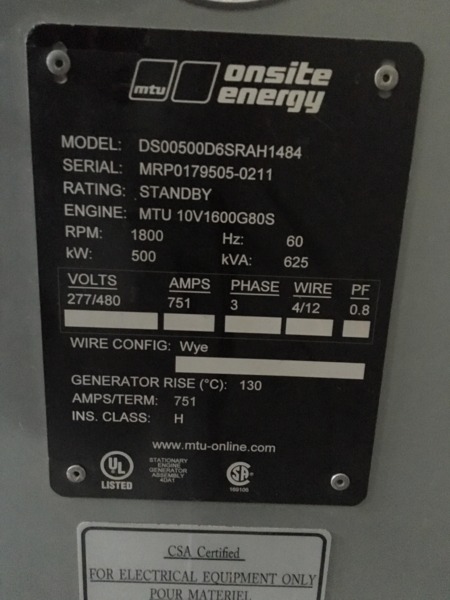 mtu onsite
energy
MODEL: DS00500D6SRAH1484
SERIAL: MRP0179505-0211
RATING: STANDBY
ENGINE: MTU 10V1600G80S
RPM: 1800 Hz: 60
kW: 500 kVA: 625
VOLTS AMPS PHASE WIRE PF
277/480 751 3 4/12 0.8
WIRE CONFIG: Wye
GENERATOR RISE (°C): 130
AMPS/TERM: 751
INS. CLASS: H
www.mtu-online.com
UL
LISTED
STATIONARY
ENGINE
GENERATOR
ASSEMBLY
4DA1
CSA
CSA Certified
FOR ELECTRICAL EQUIPMENT ONLY
POUR MATERIEL